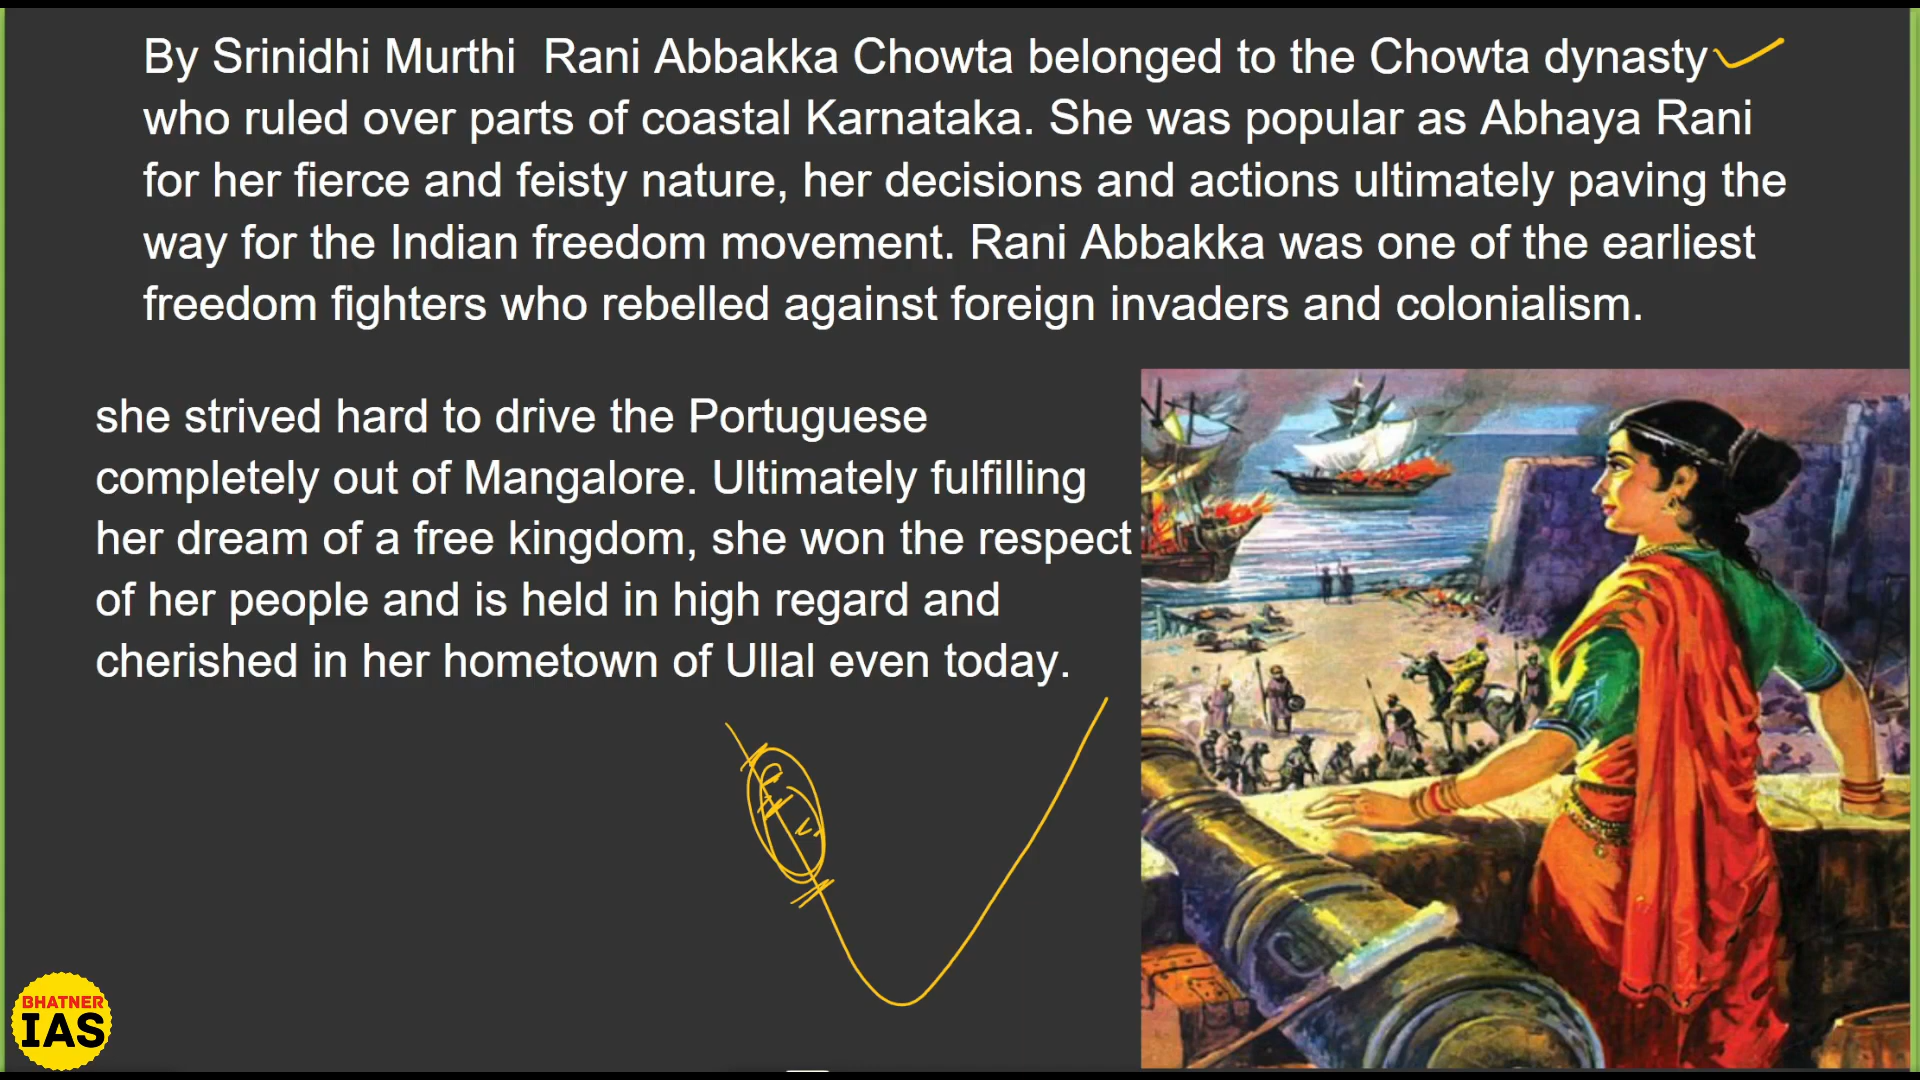 By Srinidhi Murthi  Rani Abbakka Chowta belonged to the Chowta dynasty
who ruled over parts of coastal Karnataka. She was popular as Abhaya Rani
for her fierce and feisty nature, her decisions and actions ultimately paving the
way for the Indian freedom movement. Rani Abbakka was one of the earliest
freedom fighters who rebelled against foreign invaders and colonialism.
she strived hard to drive the Portuguese
completely out of Mangalore. Ultimately fulfilling
her dream of a free kingdom, she won the respect
of her people and is held in high regard and
cherished in her hometown of Ullal even today.
BHATNER
IAS